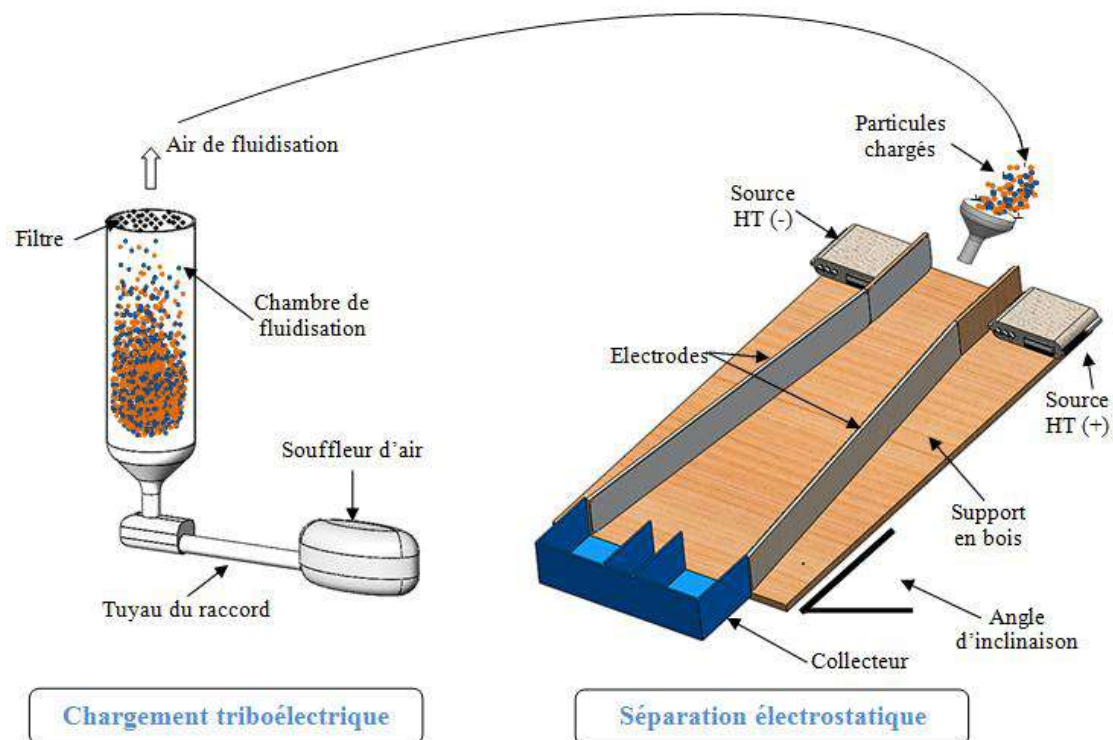 Air de fluidisation
Filtre
Chambre de
fluidisation
Souffleur d'air
Tuyau du raccord
Chargement triboélectrique
Particules
chargés
Source
HT (-)
Electrodes
Source
HT (+)
Support
en bois
Angle
d'inclinaison
Collecteur
Séparation électrostatique